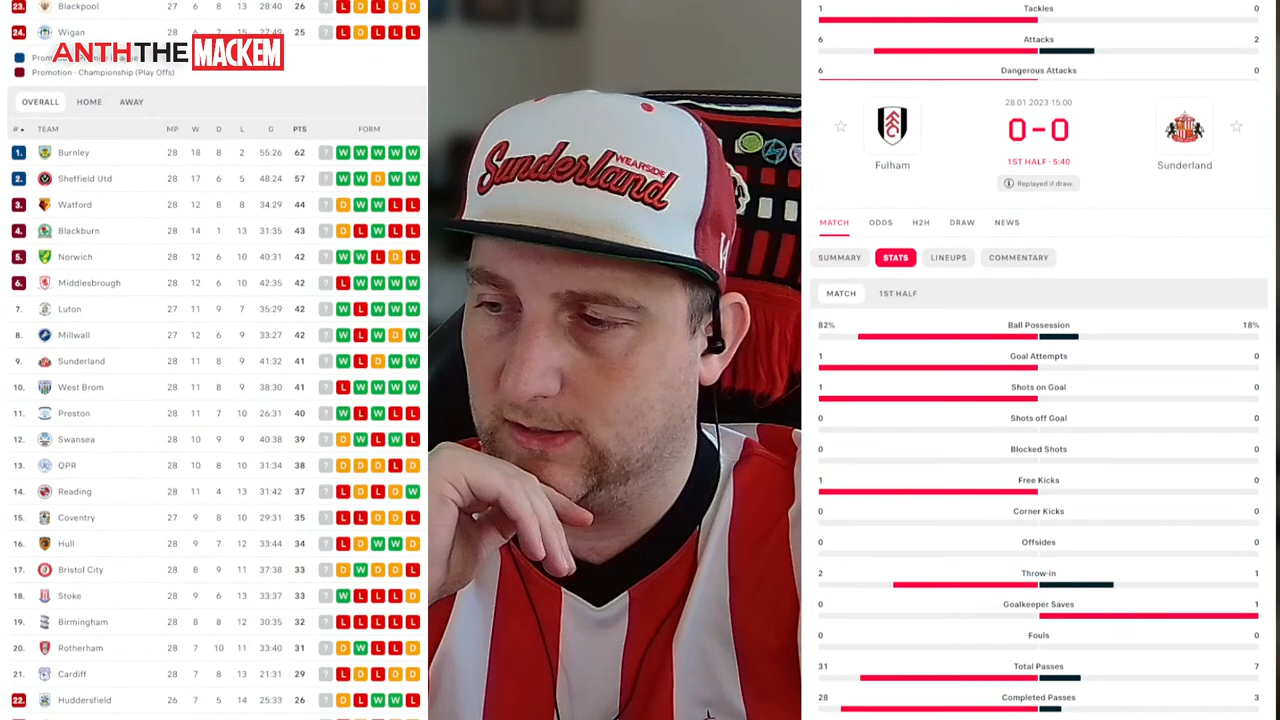 23. Blackpool 27 6 8 13 28:40 26 ? L D L D D
24. Wigan 28 6 7 15 27:49 25 ? L D L L L
ANTHTHEMACKEM
Promotion - Championship (Play Offs)
OVERALL HOME AWAY
# TEAM MP W D L G PTS FORM
1. Burnley 28 18 8 2 55:26 62 ? W W W W W
2. Sheffield Utd 28 17 6 5 48:24 57 ? W W D W W
3. Watford 28 12 8 8 34:29 44 ? D W W L L
4. Blackburn 28 14 1 13 31:35 43 ? D L W L L
5. Norwich 28 12 6 10 40:31 42 ? W W L D L
6. Middlesbrough 28 12 6 10 42:35 42 ? L W W W
7. Luton 27 11 9 7 35:29 42 ? W L W W W
8. Millwall 27 12 6 9 33:27 42 ? W L W D W
9. Sunderland 28 11 8 9 41:32 41 ? W L D W W
10. West Brom 28 11 8 9 38:30 41 ? L W W W W
11. Preston 28 11 7 10 26:31 40 ? W L W L L
12. Swansea 28 10 9 9 40:38 39 ? D W L W L
13. QPR 28 10 8 10 31:34 38 ? D D D L D
14. Reading 28 11 4 13 31:42 37 ? L D L D W
15. Coventry 27 9 8 10 29:31 35 ? L L D D L
16. Hull 28 9 7 12 33:44 34 ? L D W W D
17. Bristol City 28 8 9 11 37:38 33 ? D W D D L
18. Stoke 28 9 6 13 33:37 33 ? W L L L D
19. Birmingham 28 8 8 12 30:35 32 ? L L L L L
20. Rotherham 28 7 10 11 33:40 31 ? D W L L D
21. Cardiff 28 7 8 13 21:31 29 ? L D L D D
22. Huddersfield 26 7 5 14 25:33 26 ? D L W W L
WEARSIDE
Sunderland
1 Tackles 0
6 Attacks 2
6 Dangerous Attacks 0
28.01.2023 15:00
0-0
Fulham 1ST HALF - 5:40 Sunderland
Replayed if draw.
MATCH ODDS H2H DRAW NEWS
SUMMARY STATS LINEUPS COMMENTARY
MATCH 1ST HALF
82% Ball Possession 18%
1 Goal Attempts 0
1 Shots on Goal 0
0 Shots off Goal 0
0 Blocked Shots 0
1 Free Kicks 0
0 Corner Kicks 0
0 Offsides 0
2 Throw-in 1
0 Goalkeeper Saves 1
0 Fouls 0
31 Total Passes 7
28 Completed Passes 3